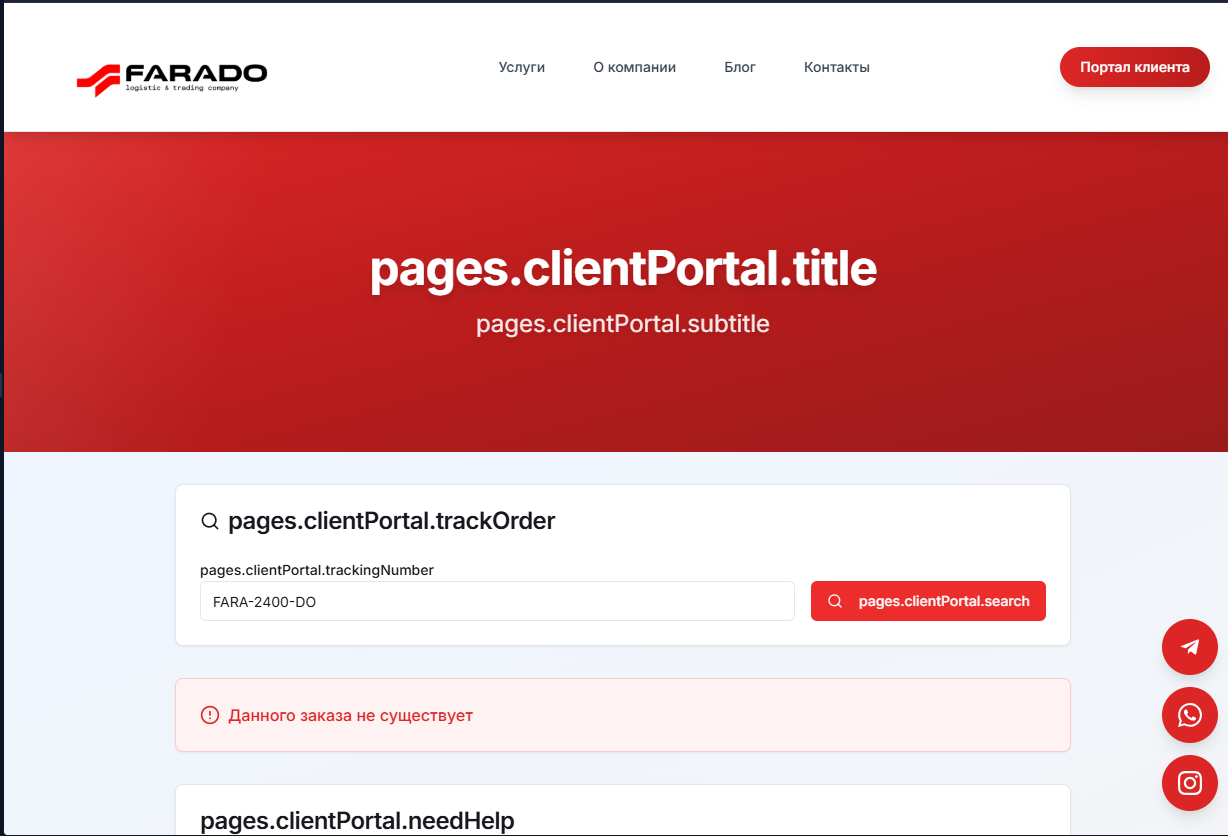 FARADO
logistic & trading company
Услуги
О компании
Блог
Контакты
Портал клиента
pages.clientPortal.title
pages.clientPortal.subtitle
pages.clientPortal.trackOrder
pages.clientPortal.trackingNumber
FARA-2400-DO
pages.clientPortal.search
Данного заказа не существует
pages.clientPortal.needHelp